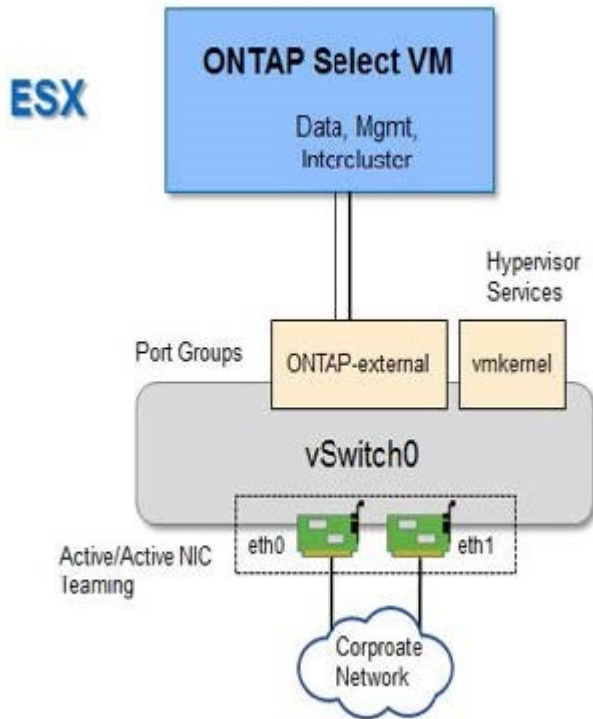 ESX
ONTAP Select VM
Data, Mgmt,
Intercluster
Hypervisor
Services
Port Groups
ONTAP-external
vmkernel
vSwitch0
eth0
eth1
Active/Active NIC
Teaming
Corproate
Network